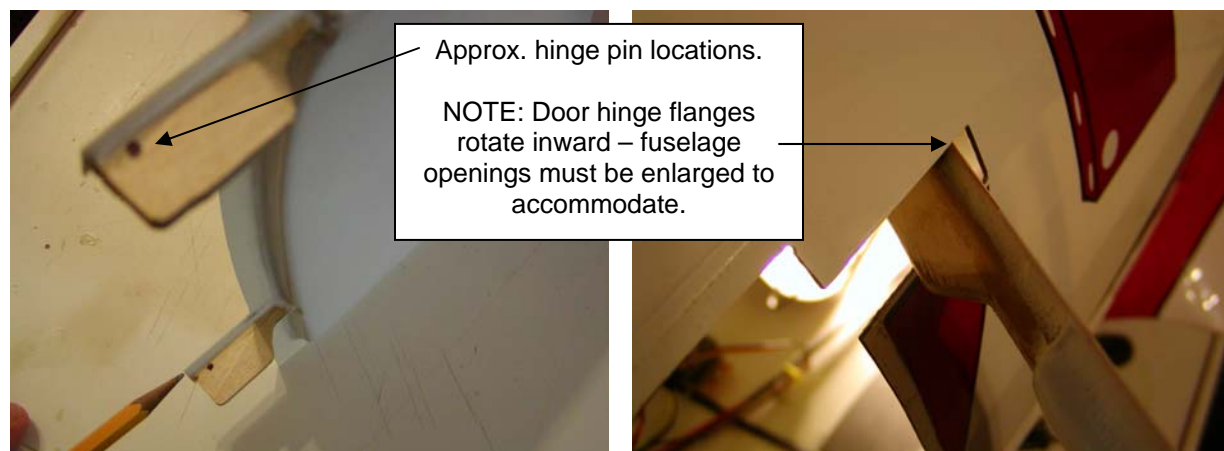 Approx. hinge pin locations.
NOTE: Door hinge flanges
rotate inward – fuselage
openings must be enlarged to
accommodate.